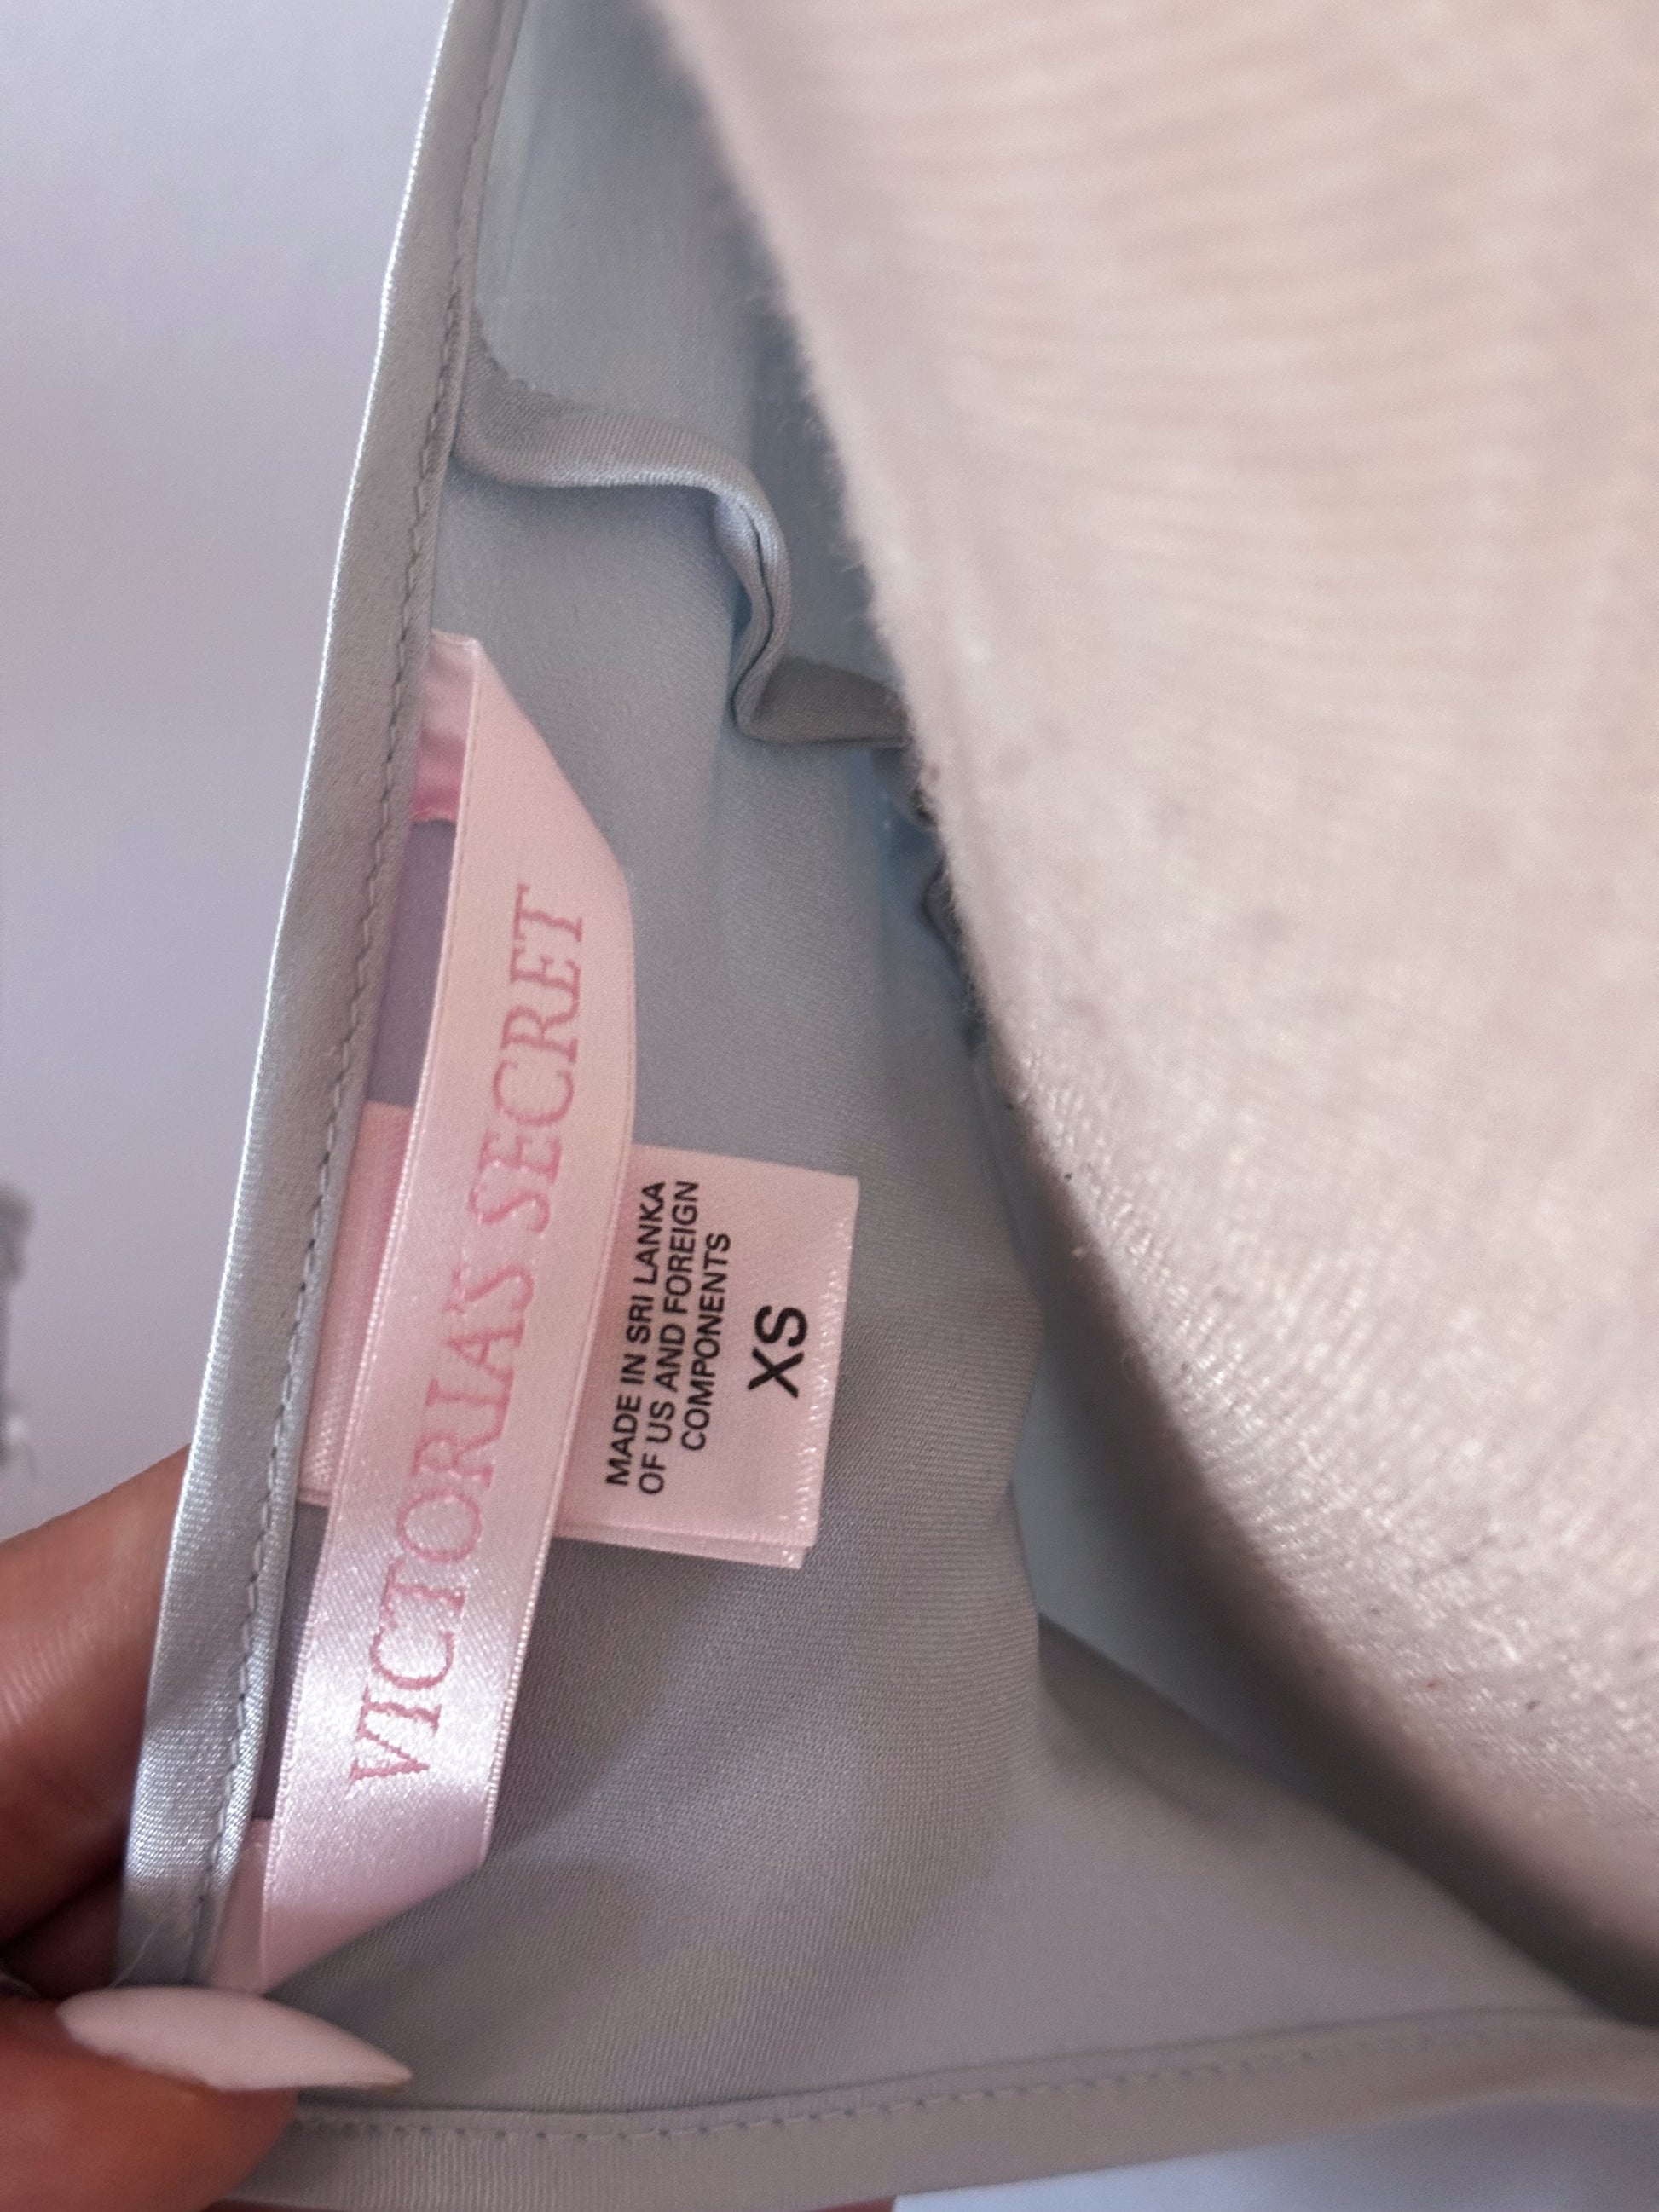 VICTORIA'S SECRET
MADE IN SRI LANKA
OF US AND FOREIGN
COMPONENTS
XS